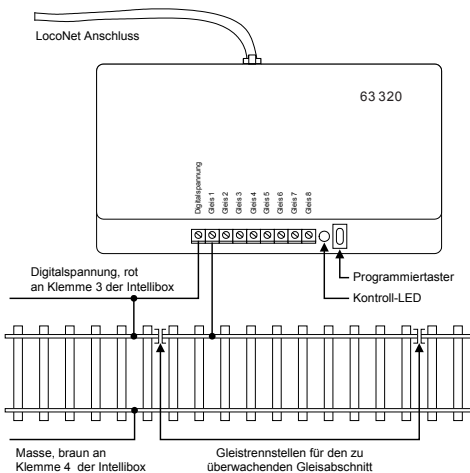 LocoNet Anschluss
63 320
Digitalspannung
Gleis 1
Gleis 2
Gleis 3
Gleis 4
Gleis 5
Gleis 6
Gleis 7
Gleis 8
Digitalspannung, rot
an Klemme 3 der Intellibox
Programmiertaster
Kontroll-LED
Masse, braun an
Klemme 4 der Intellibox
Gleistrennstellen für den zu
überwachenden Gleisabschnitt